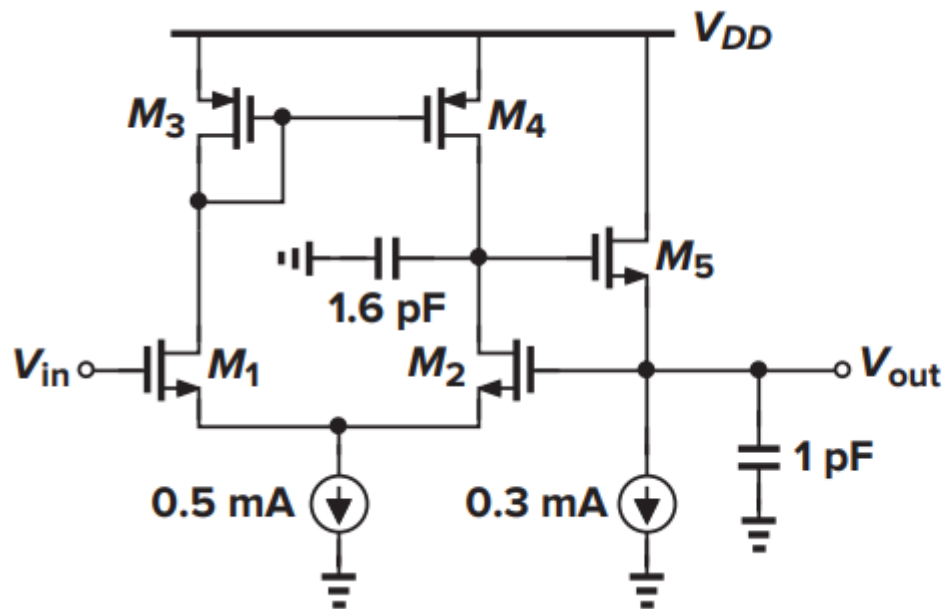 V_DD
M_3
M_4
M_5
1.6 pF
V_in
M_1
M_2
V_out
1 pF
0.5 mA
0.3 mA